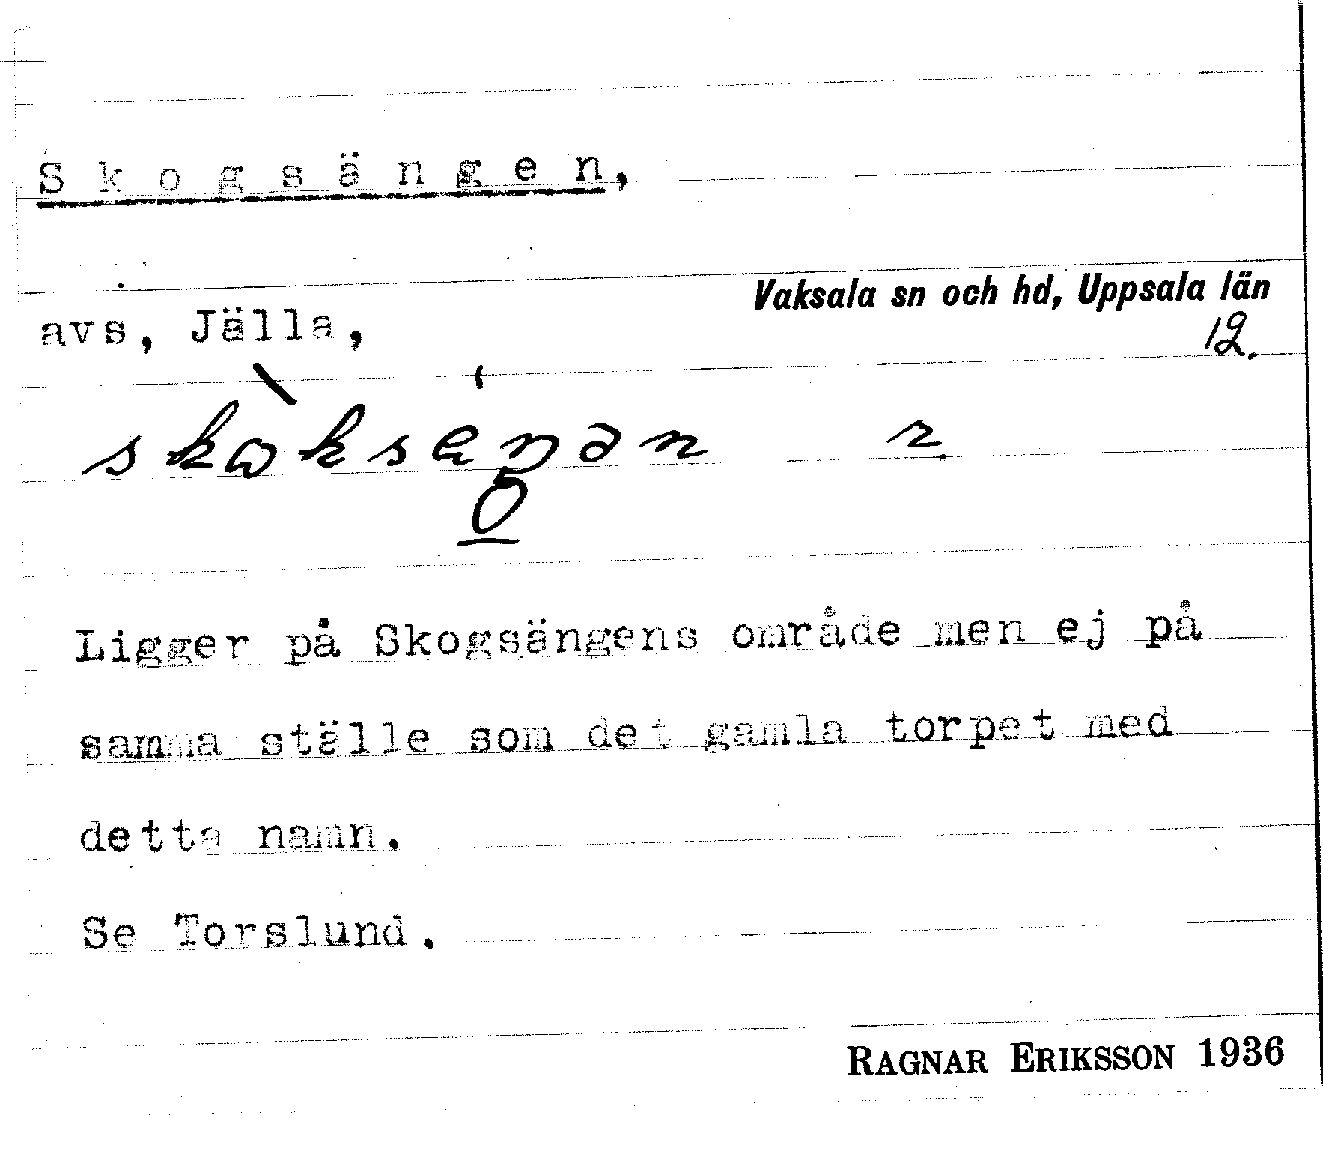 Skogsängen,
Vaksala sn och hd, Uppsala län
avs, Jälla,
12.
Ligger på Skogsängens område men ej på
samma ställe som det gamla torpet med
detta namn.
Se Torslund.
RAGNAR ERIKSSON 1936